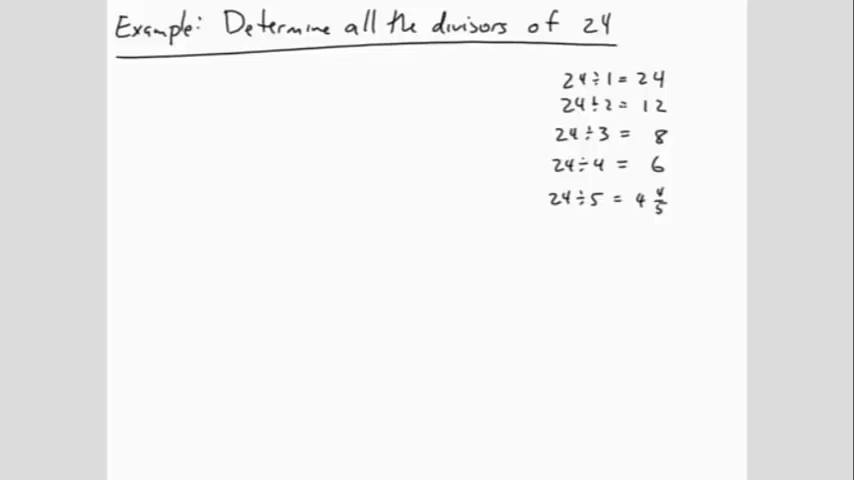 Example: Determine all the divisors of 24
24÷1=24
24÷2=12
24÷3 = 8
24÷4 = 6
24÷5 = 4 4/5